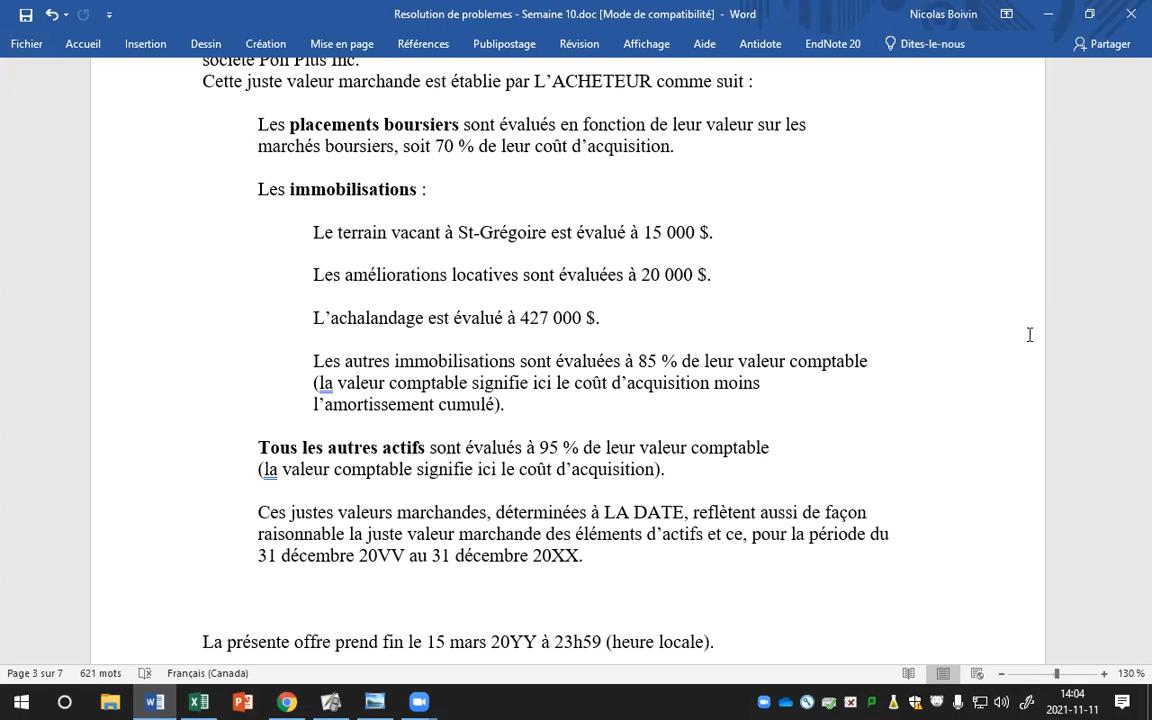 Resolution de problemes - Semaine 10.doc [Mode de compatibilité] - Word
Nicolas Boivin
Fichier Accueil Insertion Dessin Création Mise en page Références Publipostage Révision Affichage Aide Antidote EndNote 20 Dites-le-nous Partager
société Poil Plus inc.
Cette juste valeur marchande est établie par L’ACHETEUR comme suit :
Les placements boursiers sont évalués en fonction de leur valeur sur les
marchés boursiers, soit 70 % de leur coût d’acquisition.
Les immobilisations :
Le terrain vacant à St-Grégoire est évalué à 15 000 $.
Les améliorations locatives sont évaluées à 20 000 $.
L’achalandage est évalué à 427 000 $.
Les autres immobilisations sont évaluées à 85 % de leur valeur comptable
(la valeur comptable signifie ici le coût d’acquisition moins
l’amortissement cumulé).
Tous les autres actifs sont évalués à 95 % de leur valeur comptable
(la valeur comptable signifie ici le coût d’acquisition).
Ces justes valeurs marchandes, déterminées à LA DATE, reflètent aussi de façon
raisonnable la juste valeur marchande des éléments d’actifs et ce, pour la période du
31 décembre 20VV au 31 décembre 20XX.
La présente offre prend fin le 15 mars 20YY à 23h59 (heure locale).
Page 3 sur 7 621 mots Français (Canada) 130 %
14:04
2021-11-11